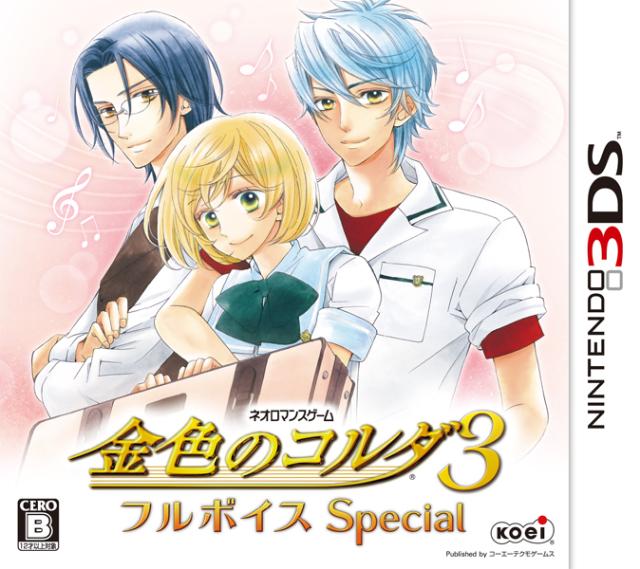 NINTENDO3DS™
ネオロマンスゲーム
金色のコルダ3®
フルボイス Special
CERO
B
12才以上対象
KOEI®
Published by コーエーテクモゲームス